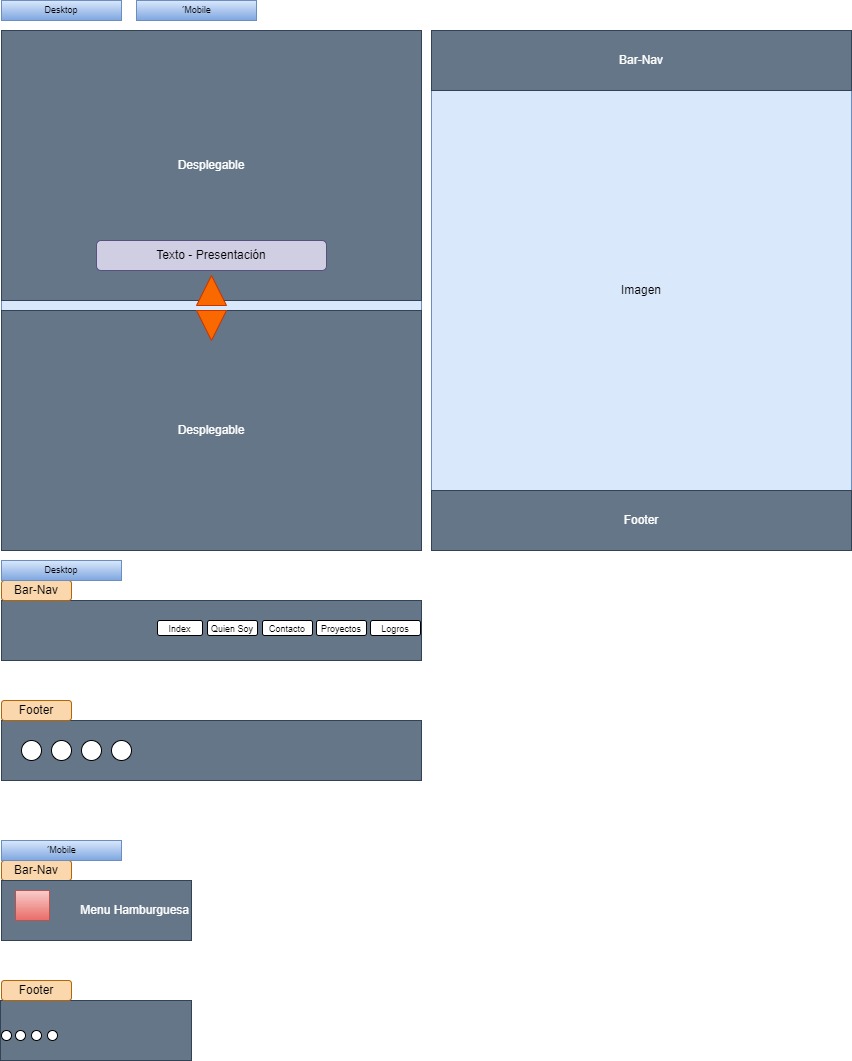 Desktop
'Mobile
Desplegable
Texto - Presentación
Desplegable
Bar-Nav
Imagen
Footer
Desktop
Bar-Nav
Index
Quien Soy
Contacto
Proyectos
Logros
Footer
'Mobile
Bar-Nav
Menu Hamburguesa
Footer